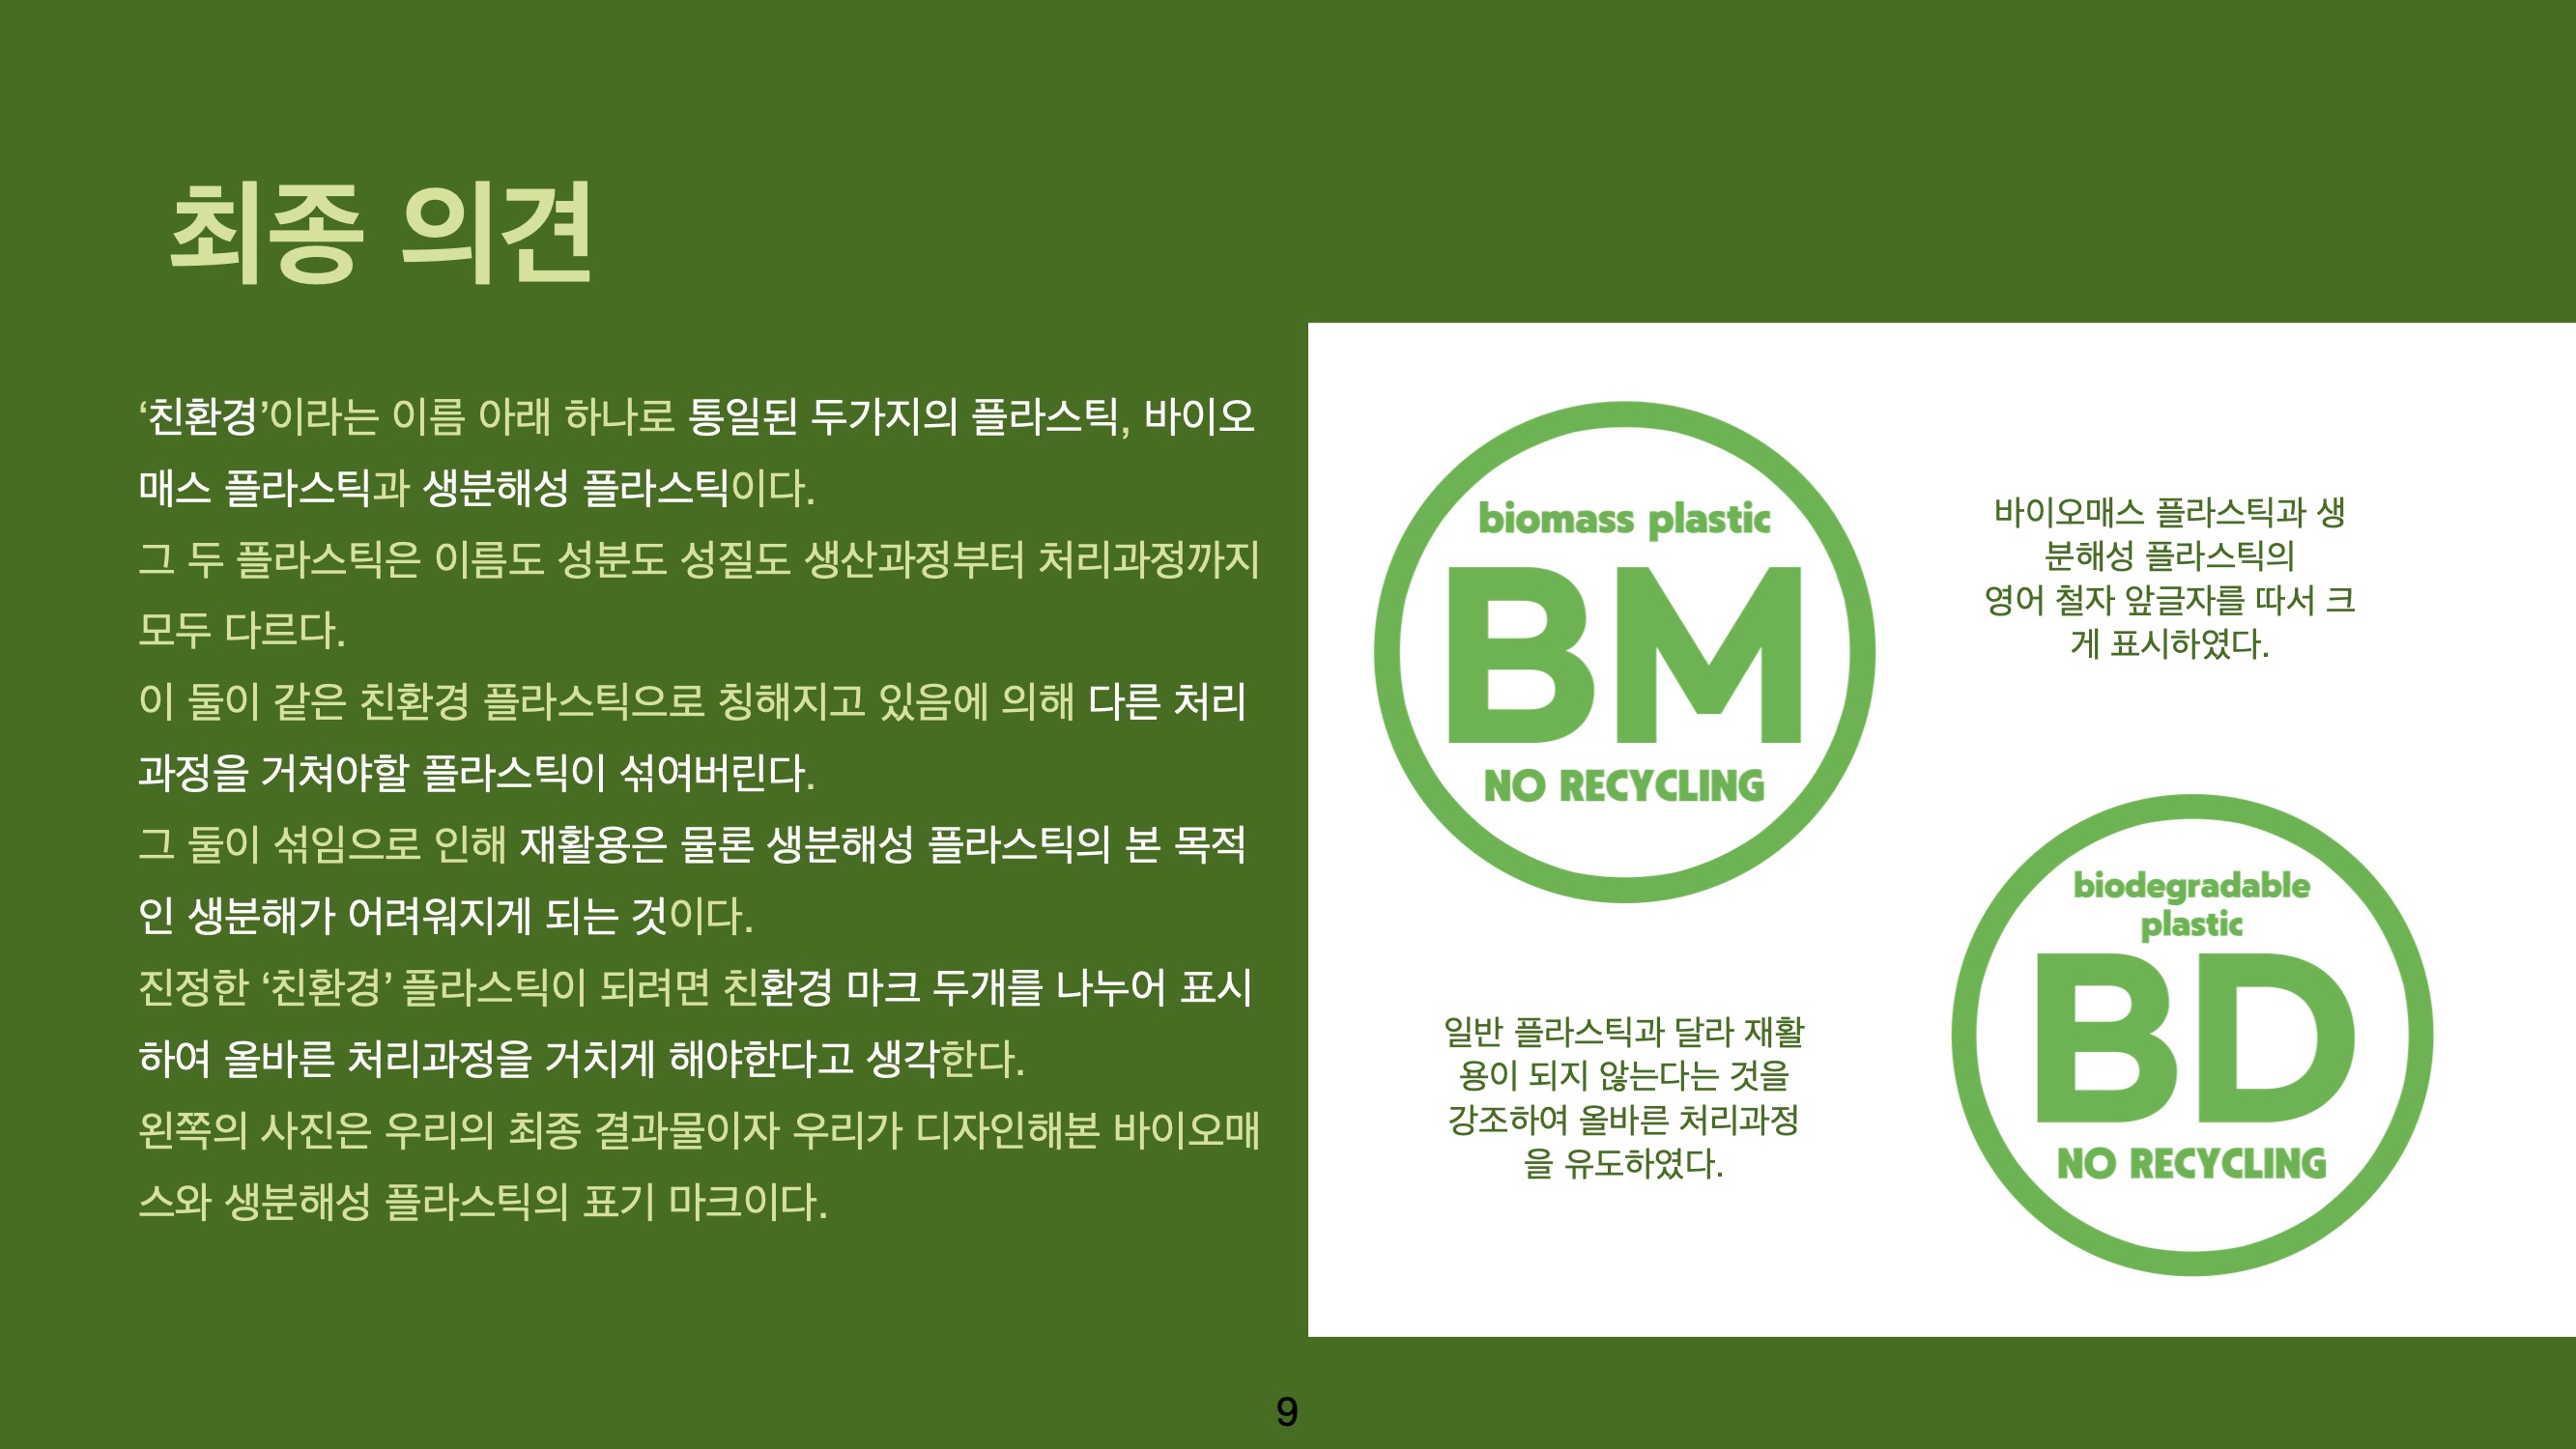 최종 의견
‘친환경’이라는 이름 아래 하나로 통일된 두가지의 플라스틱, 바이오
매스 플라스틱과 생분해성 플라스틱이다.
그 두 플라스틱은 이름도 성분도 성질도 생산과정부터 처리과정까지
모두 다르다.
이 둘이 같은 친환경 플라스틱으로 칭해지고 있음에 의해 다른 처리
과정을 거쳐야할 플라스틱이 섞여버린다.
그 둘이 섞임으로 인해 재활용은 물론 생분해성 플라스틱의 본 목적
인 생분해가 어려워지게 되는 것이다.
진정한 ‘친환경’ 플라스틱이 되려면 친환경 마크 두개를 나누어 표시
하여 올바른 처리과정을 거치게 해야한다고 생각한다.
왼쪽의 사진은 우리의 최종 결과물이자 우리가 디자인해본 바이오매
스와 생분해성 플라스틱의 표기 마크이다.
biomass plastic
BM
NO RECYCLING
바이오매스 플라스틱과 생
분해성 플라스틱의
영어 철자 앞글자를 따서 크
게 표시하였다.
일반 플라스틱과 달라 재활
용이 되지 않는다는 것을
강조하여 올바른 처리과정
을 유도하였다.
biodegradable
plastic
BD
NO RECYCLING
9